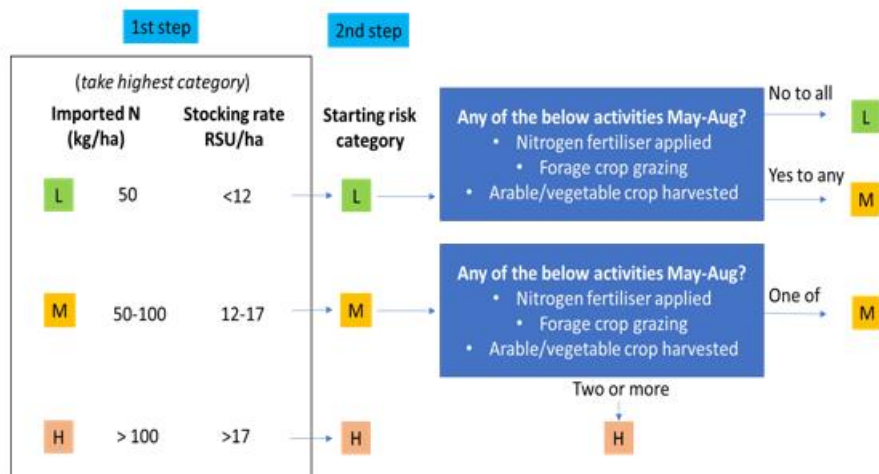 1st step
2nd step
(take highest category)
Imported N
(kg/ha)
Stocking rate
RSU/ha
Starting risk
category
L
50
<12
L
Any of the below activities May-Aug?
• Nitrogen fertiliser applied
• Forage crop grazing
• Arable/vegetable crop harvested
No to all
L
Yes to any
M
M
50-100
12-17
M
Any of the below activities May-Aug?
• Nitrogen fertiliser applied
• Forage crop grazing
• Arable/vegetable crop harvested
One of
M
Two or more
H
H
> 100
>17
H